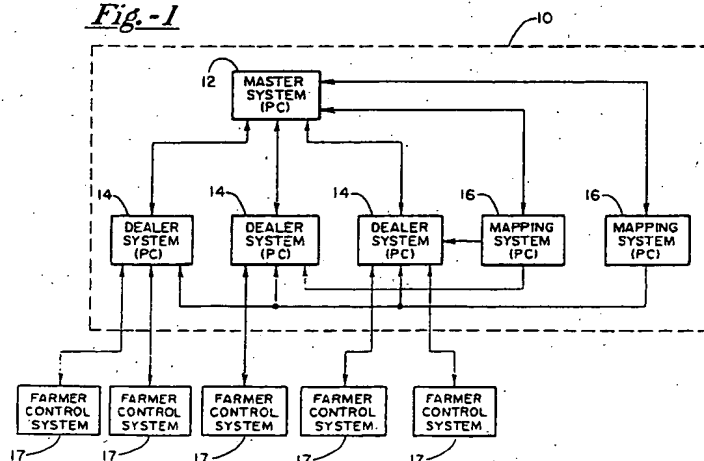 Fig.-1
10
12
MASTER
SYSTEM
(PC)
14
DEALER
SYSTEM
(PC)
14
DEALER
SYSTEM
(PC)
14
DEALER
SYSTEM
(PC)
16
MAPPING
SYSTEM
(PC)
16
MAPPING
SYSTEM
(PC)
FARMER
CONTROL
SYSTEM
17
FARMER
CONTROL
SYSTEM
17
FARMER
CONTROL
SYSTEM
17
FARMER
CONTROL
SYSTEM
17
FARMER
CONTROL
SYSTEM
17